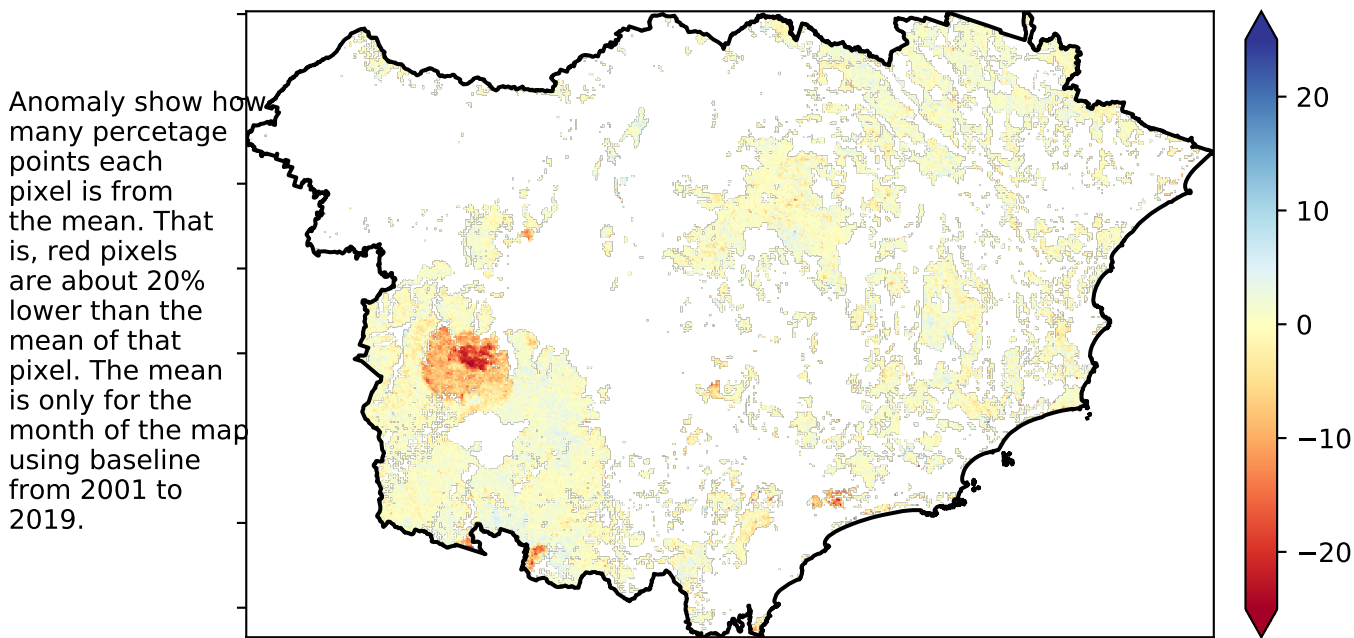 Anomaly show how
many percetage
points each
pixel is from
the mean. That
is, red pixels
are about 20%
lower than the
mean of that
pixel. The mean
is only for the
month of the map
using baseline
from 2001 to
2019.
20
10
0
−10
−20